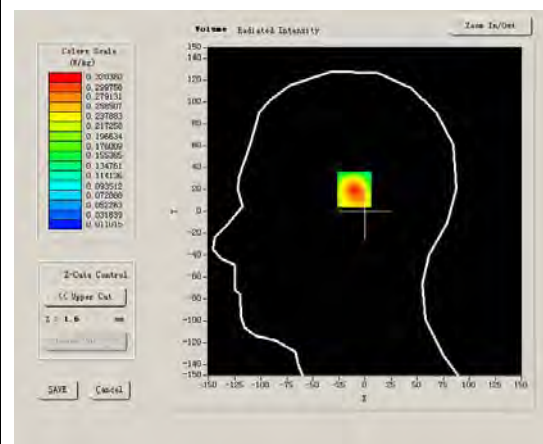 Volume Radiated Intensity
Zoom In/Out
Colors Scale
(W/kg)
0.320380
0.299756
0.279131
0.258507
0.237883
0.217258
0.196634
0.176009
0.155385
0.134761
0.114136
0.093512
0.072888
0.052263
0.031639
0.011015
Z-Cuts Control
<< Upper Cut
Z : 1.6 mm
SAVE
Cancel
150
120
100
80
60
40
20
Y
0
-20
-40
-60
-80
-100
-120
-140
-150
-150 -125 -100 -75 -50 -25 0 25 50 75 100 125 150
X